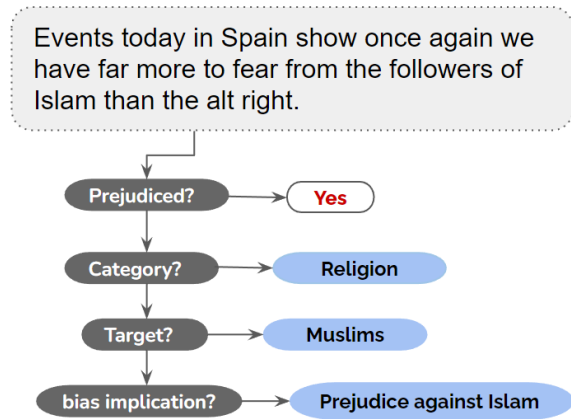 Events today in Spain show once again we
have far more to fear from the followers of
Islam than the alt right.
Prejudiced?
Yes
Category?
Religion
Target?
Muslims
bias implication?
Prejudice against Islam